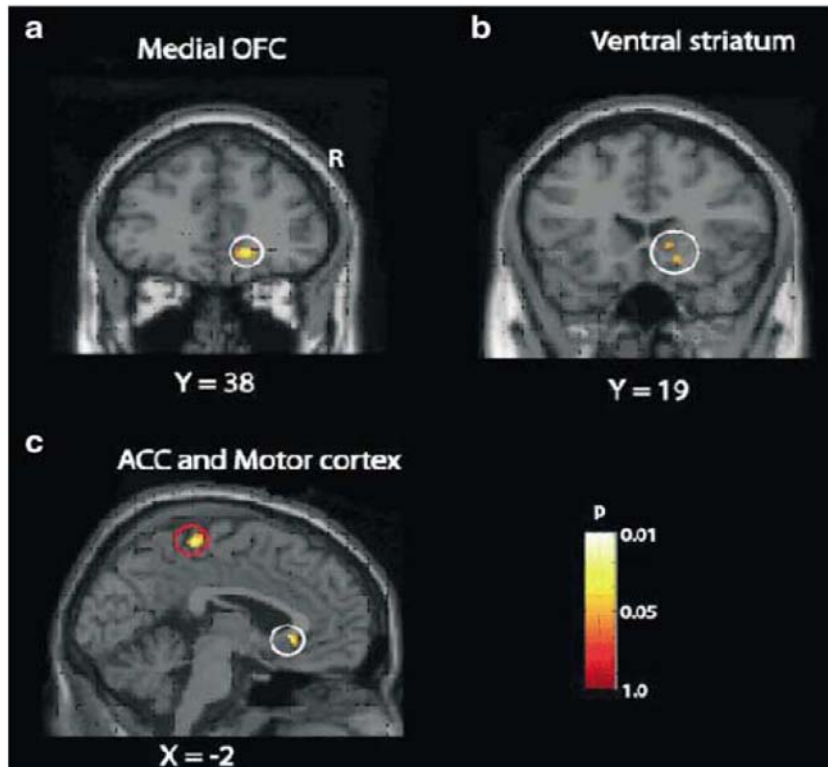 a
Medial OFC
R
Y = 38
b
Ventral striatum
Y = 19
c
ACC and Motor cortex
X = -2
p
0.01
0.05
1.0